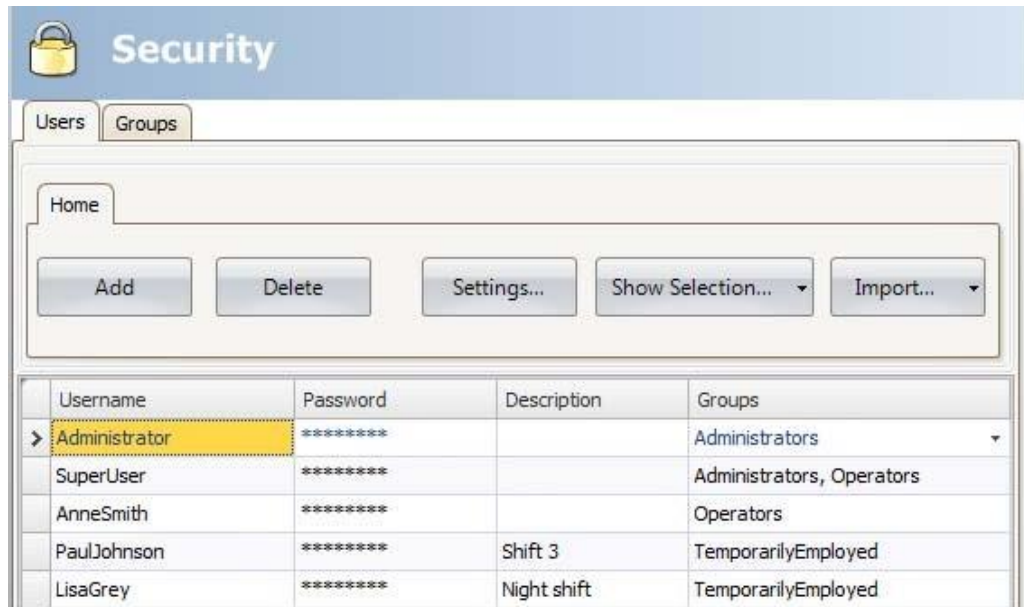 Security
Users Groups
Home
Add Delete Settings... Show Selection... Import...
Username Password Description Groups
Administrator ******** Administrators
SuperUser ******** Administrators, Operators
AnneSmith ******** Operators
PaulJohnson ******** Shift 3 TemporarilyEmployed
LisaGrey ******** Night shift TemporarilyEmployed